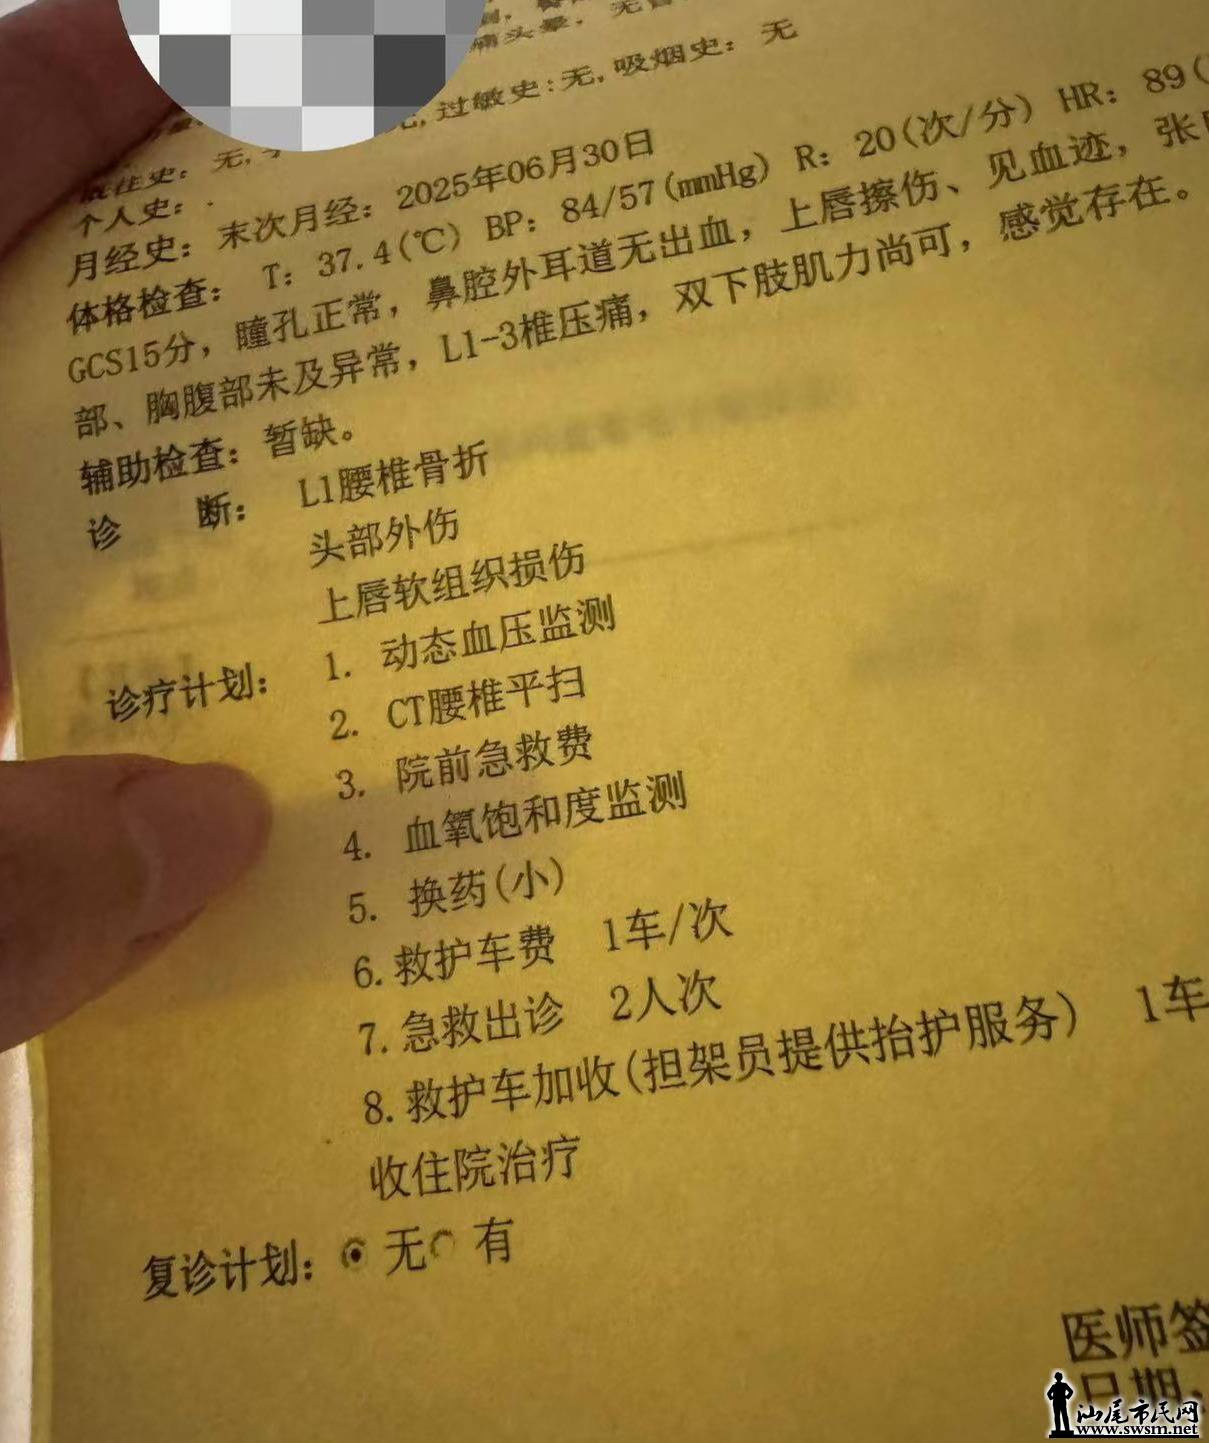 痛头晕，无
无，过敏史：无，吸烟史：无
既往史：无，
个人史：.
月经史：末次月经：2025年06月30日
体格检查： T：37.4(℃) BP：84/57(mmHg) R：20(次/分) HR：89(
GCS15分，瞳孔正常，鼻腔外耳道无出血，上唇擦伤、见血迹，张
部、胸腹部未及异常，L1-3椎压痛，双下肢肌力尚可，感觉存在。
辅助检查：暂缺。
诊 断： L1腰椎骨折
头部外伤
上唇软组织损伤
诊疗计划： 1. 动态血压监测
2. CT腰椎平扫
3. 院前急救费
4. 血氧饱和度监测
5. 换药(小)
6.救护车费 1车/次
7.急救出诊 2人次
8.救护车加收(担架员提供抬护服务) 1车
收住院治疗
复诊计划： 无 有
医师签
日期：
汕尾市民网
www.swsm.net